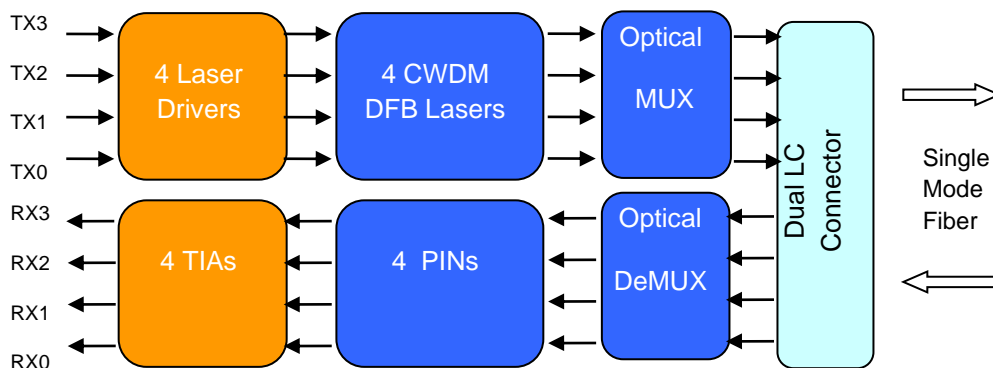 TX3
TX2
TX1
TX0
4 Laser
Drivers
4 CWDM
DFB Lasers
Optical
MUX
Dual LC
Connector
Single
Mode
Fiber
RX3
RX2
RX1
RX0
4 TIAs
4 PINs
Optical
DeMUX